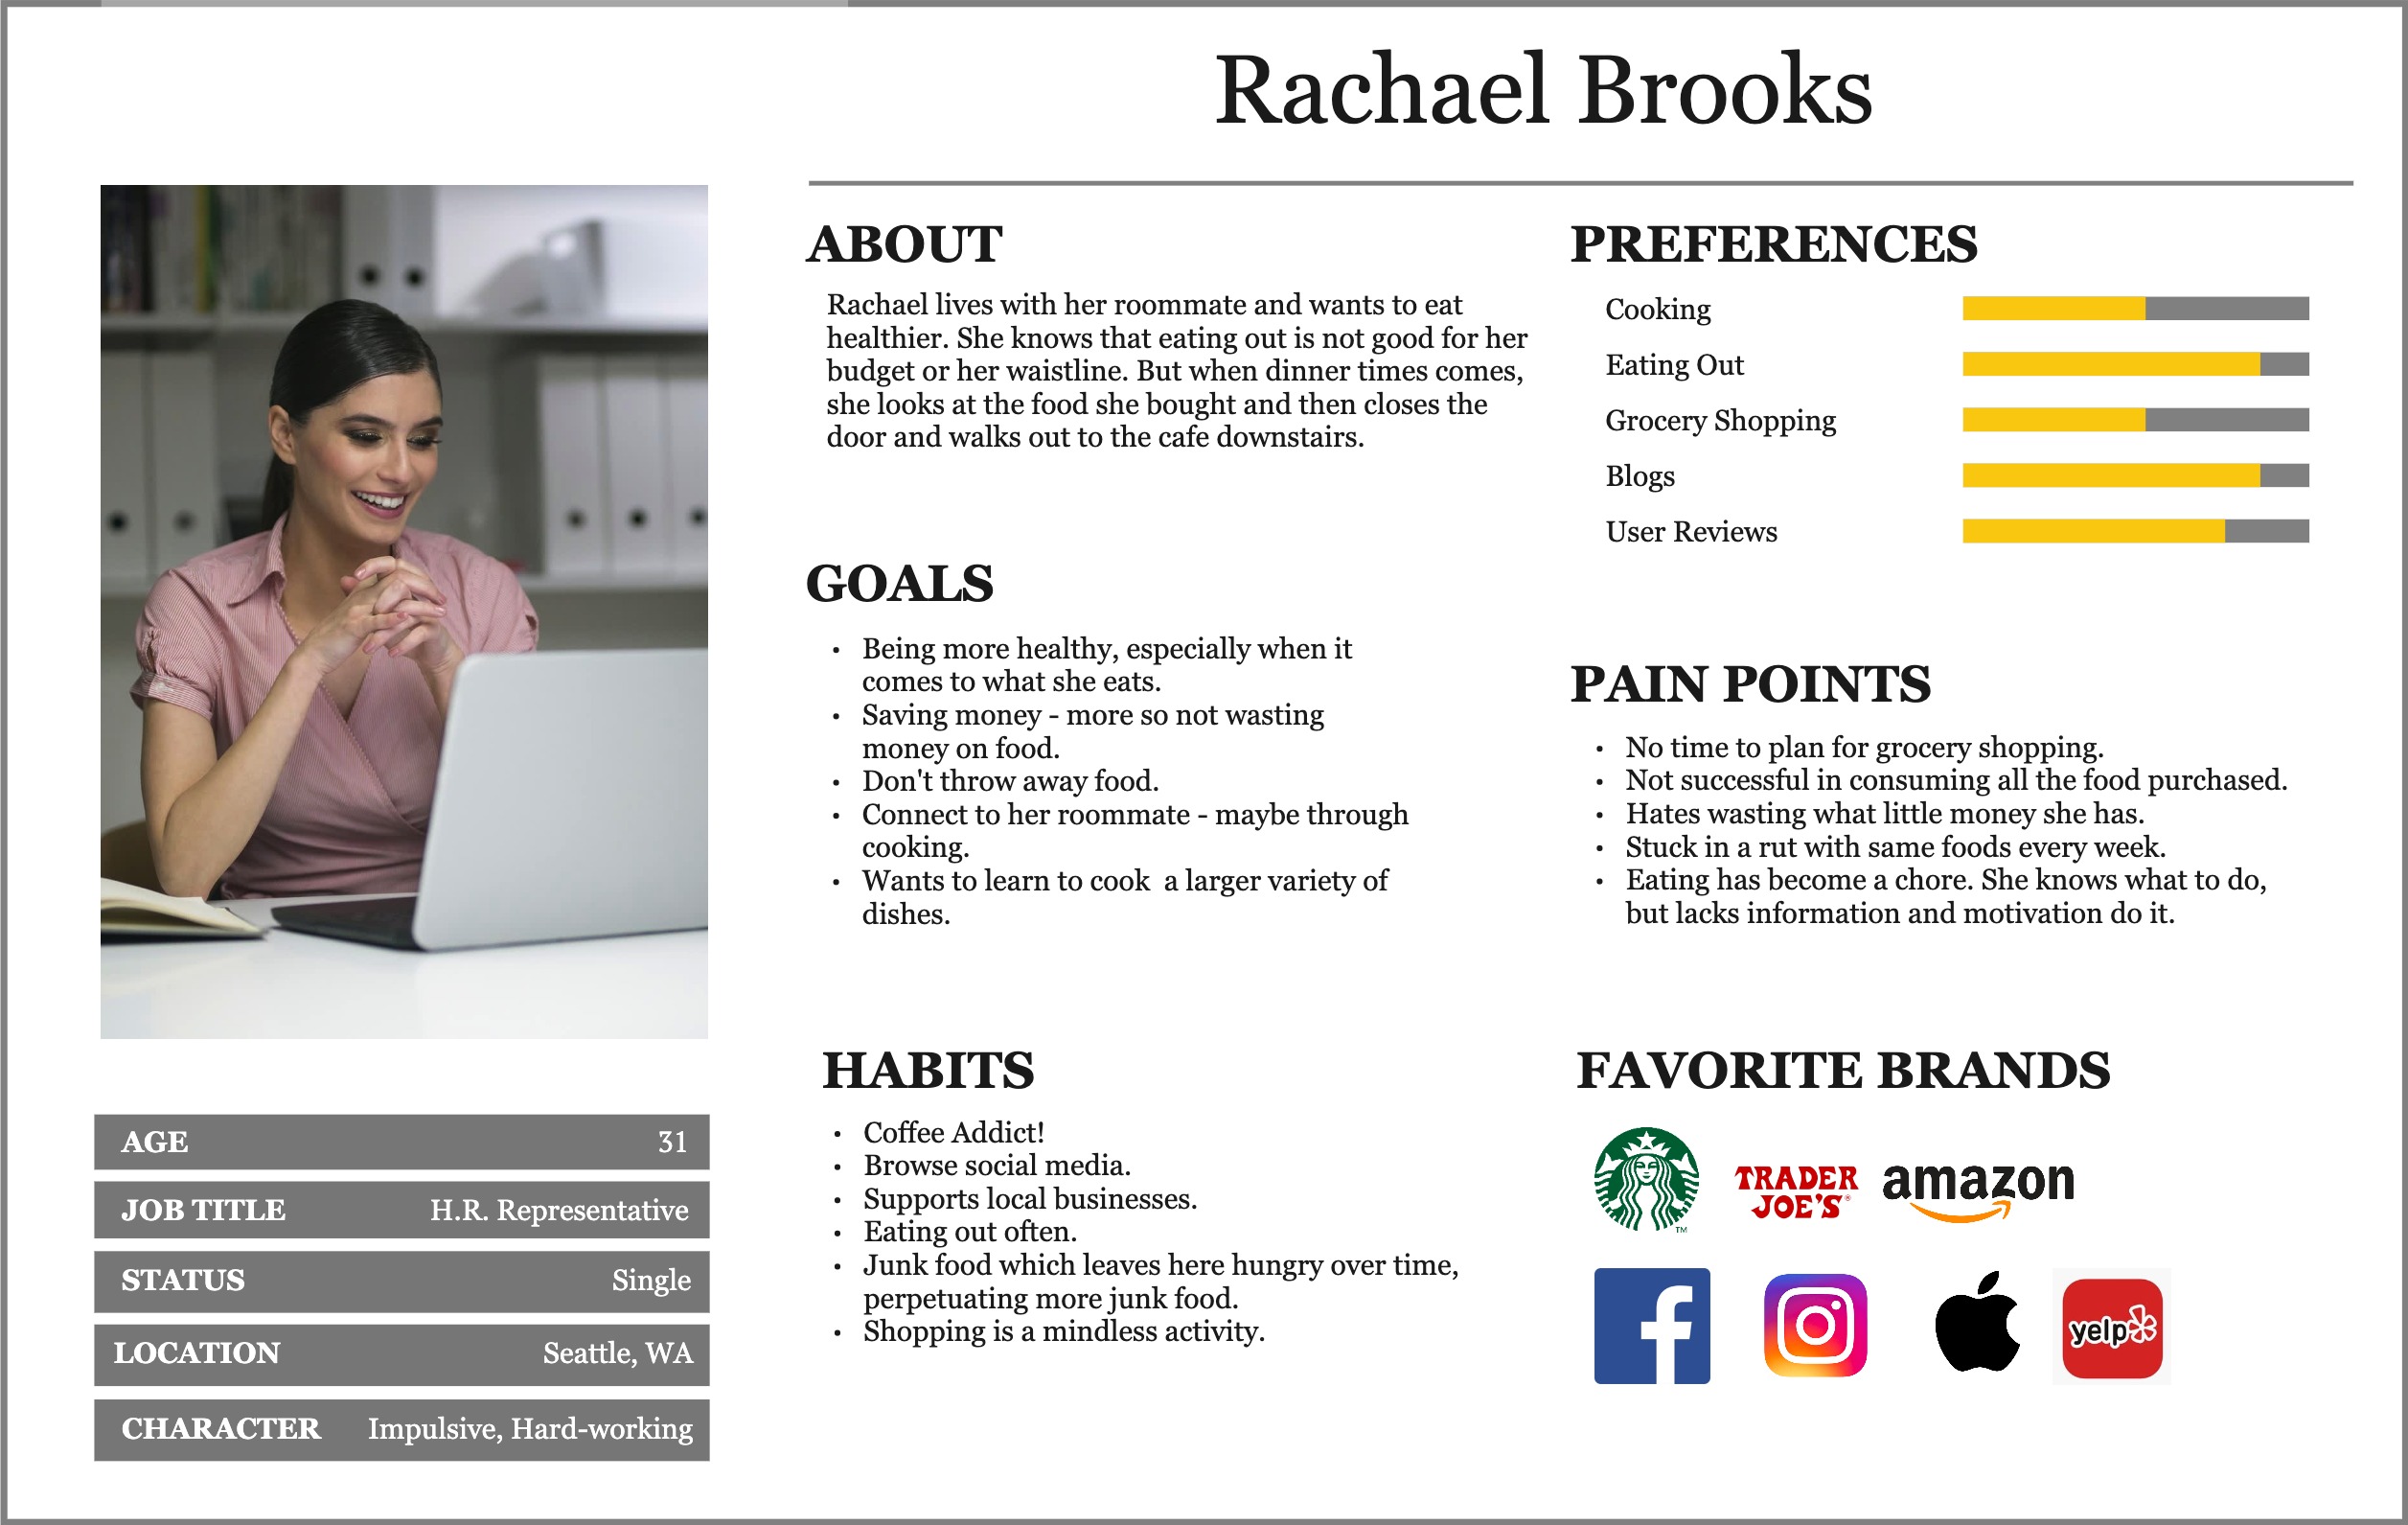 Rachael Brooks
ABOUT
Rachael lives with her roommate and wants to eat
healthier. She knows that eating out is not good for her
budget or her waistline. But when dinner times comes,
she looks at the food she bought and then closes the
door and walks out to the cafe downstairs.
GOALS
• Being more healthy, especially when it
comes to what she eats.
• Saving money - more so not wasting
money on food.
• Don't throw away food.
• Connect to her roommate - maybe through
cooking.
• Wants to learn to cook  a larger variety of
dishes.
HABITS
• Coffee Addict!
• Browse social media.
• Supports local businesses.
• Eating out often.
• Junk food which leaves here hungry over time,
perpetuating more junk food.
• Shopping is a mindless activity.
PREFERENCES
Cooking
Eating Out
Grocery Shopping
Blogs
User Reviews
PAIN POINTS
• No time to plan for grocery shopping.
• Not successful in consuming all the food purchased.
• Hates wasting what little money she has.
• Stuck in a rut with same foods every week.
• Eating has become a chore. She knows what to do,
but lacks information and motivation do it.
FAVORITE BRANDS
TM
TRADER
JOE'S®
amazon
f
yelp
AGE 31
JOB TITLE H.R. Representative
STATUS Single
LOCATION Seattle, WA
CHARACTER Impulsive, Hard-working